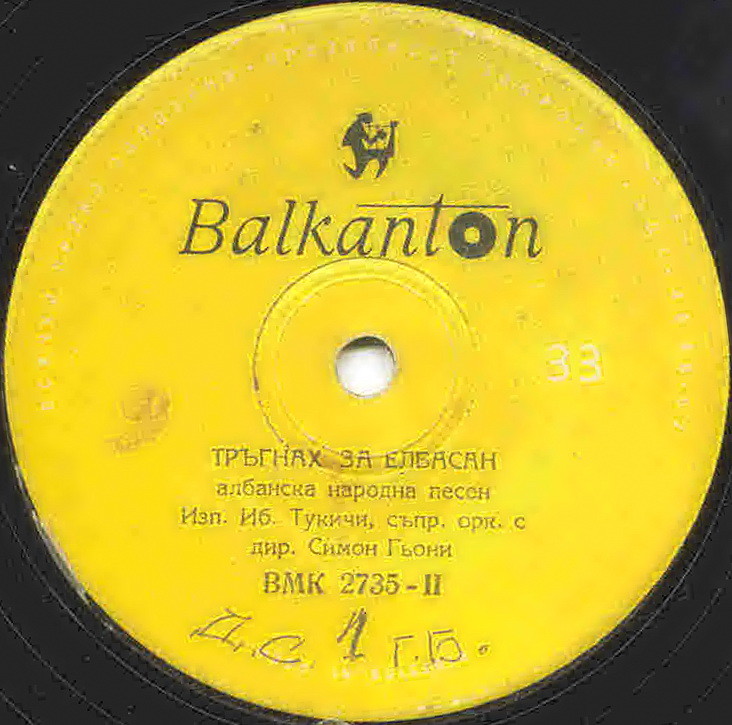 Balkanton
33
ТРЪГНАХ ЗА ЕЛБАСАН
албанска народна песен
Изп. Иб. Тукичи, съпр. орк. с
дир. Симон Гьони
ВМК 2735-II
Д.С. 1 Г.Б.